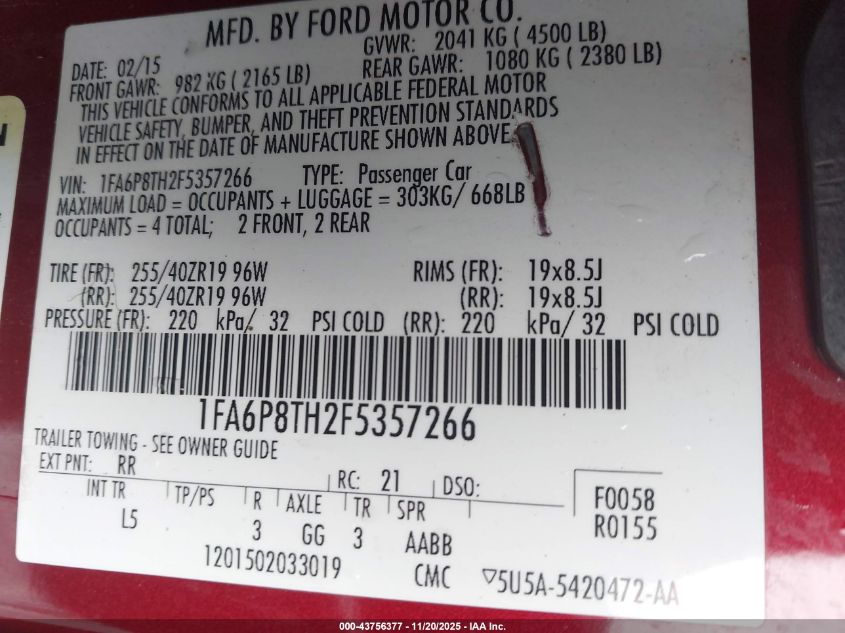 MFD. BY FORD MOTOR CO.
DATE: 02/15 GVWR: 2041 KG ( 4500 LB)
FRONT GAWR: 982 KG ( 2165 LB) REAR GAWR: 1080 KG ( 2380 LB)
THIS VEHICLE CONFORMS TO ALL APPLICABLE FEDERAL MOTOR
VEHICLE SAFETY, BUMPER, AND THEFT PREVENTION STANDARDS
IN EFFECT ON THE DATE OF MANUFACTURE SHOWN ABOVE
VIN: 1FA6P8TH2F5357266 TYPE: Passenger Car
MAXIMUM LOAD = OCCUPANTS + LUGGAGE = 303KG/ 668LB
OCCUPANTS = 4 TOTAL; 2 FRONT, 2 REAR
TIRE (FR): 255/40ZR19 96W RIMS (FR): 19x8.5J
(RR): 255/40ZR19 96W (RR): 19x8.5J
PRESSURE (FR): 220 kPa/ 32 PSI COLD (RR): 220 kPa/ 32 PSI COLD
1FA6P8TH2F5357266
TRAILER TOWING - SEE OWNER GUIDE
EXT PNT: RR RC: 21 DSO:
INT TR TP/PS R AXLE TR SPR
L5 3 GG 3 AABB
F0058
R0155
1201502033019 CMC ▽5U5A-5420472-AA
000-43756377 - 11/20/2025 - IAA Inc.